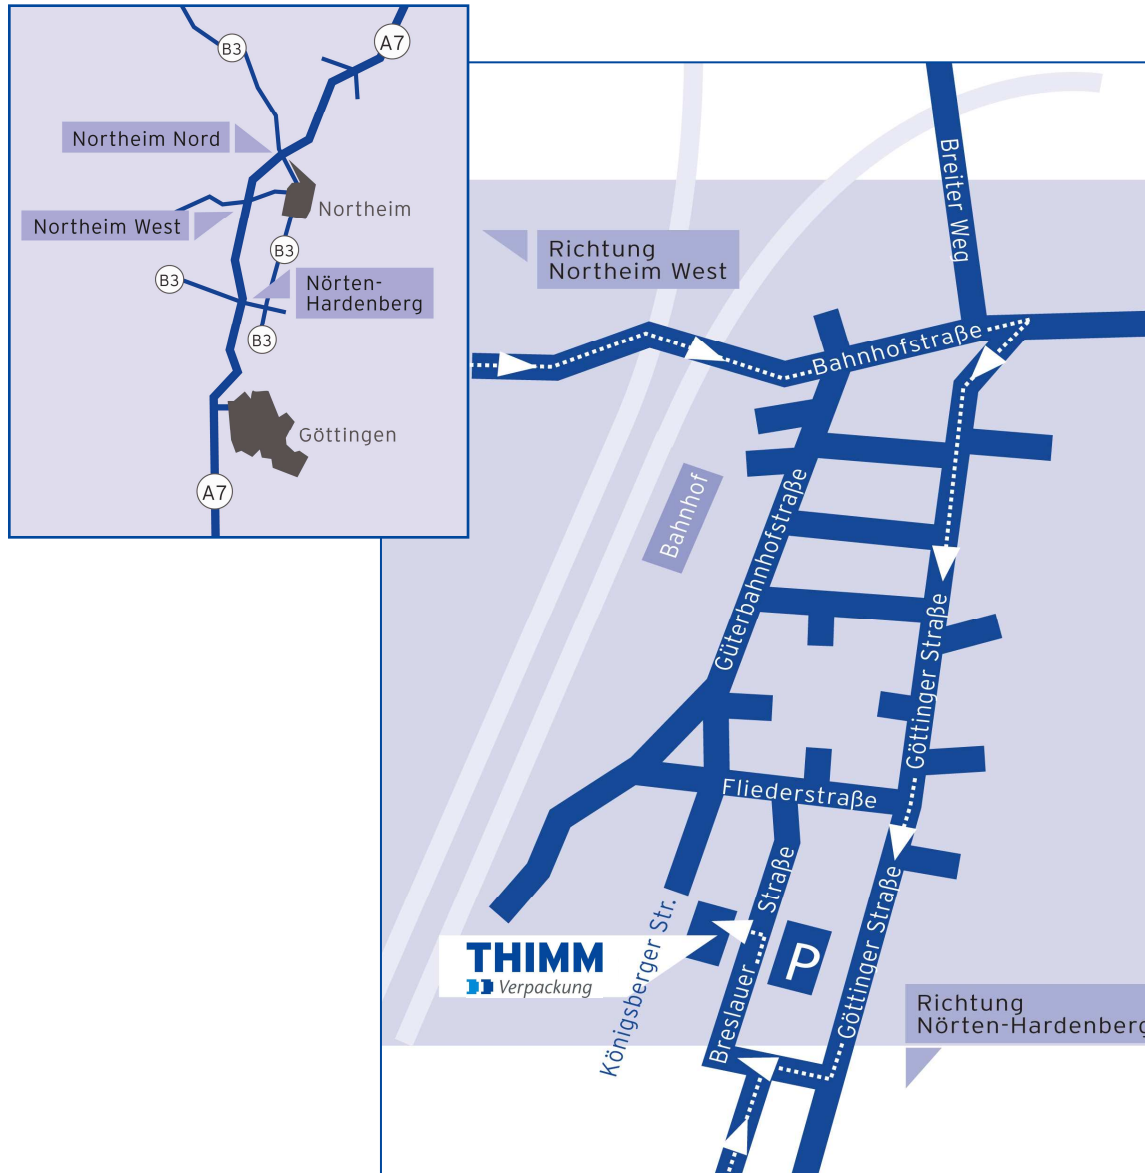 B3
A7
Northeim Nord
Northeim
Northeim West
B3
B3
Nörten-
Hardenberg
B3
Göttingen
A7
Breiter Weg
Richtung
Northeim West
Bahnhofstraße
Bahnhof
Güterbahnhofstraße
Göttinger Straße
Fliederstraße
Breslauer Straße
Königsberger Str.
P
Göttinger Straße
THIMM
Verpackung
Richtung
Nörten-Hardenberg